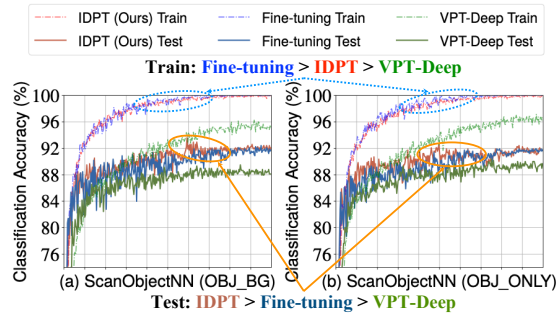 IDPT (Ours) Train Fine-tuning Train VPT-Deep Train
IDPT (Ours) Test Fine-tuning Test VPT-Deep Test
Train: Fine-tuning > IDPT > VPT-Deep
Classification Accuracy (%)
100
96
92
88
84
80
76
(a) ScanObjectNN (OBJ_BG)
Classification Accuracy (%)
100
96
92
88
84
80
76
(b) ScanObjectNN (OBJ_ONLY)
Test: IDPT > Fine-tuning > VPT-Deep